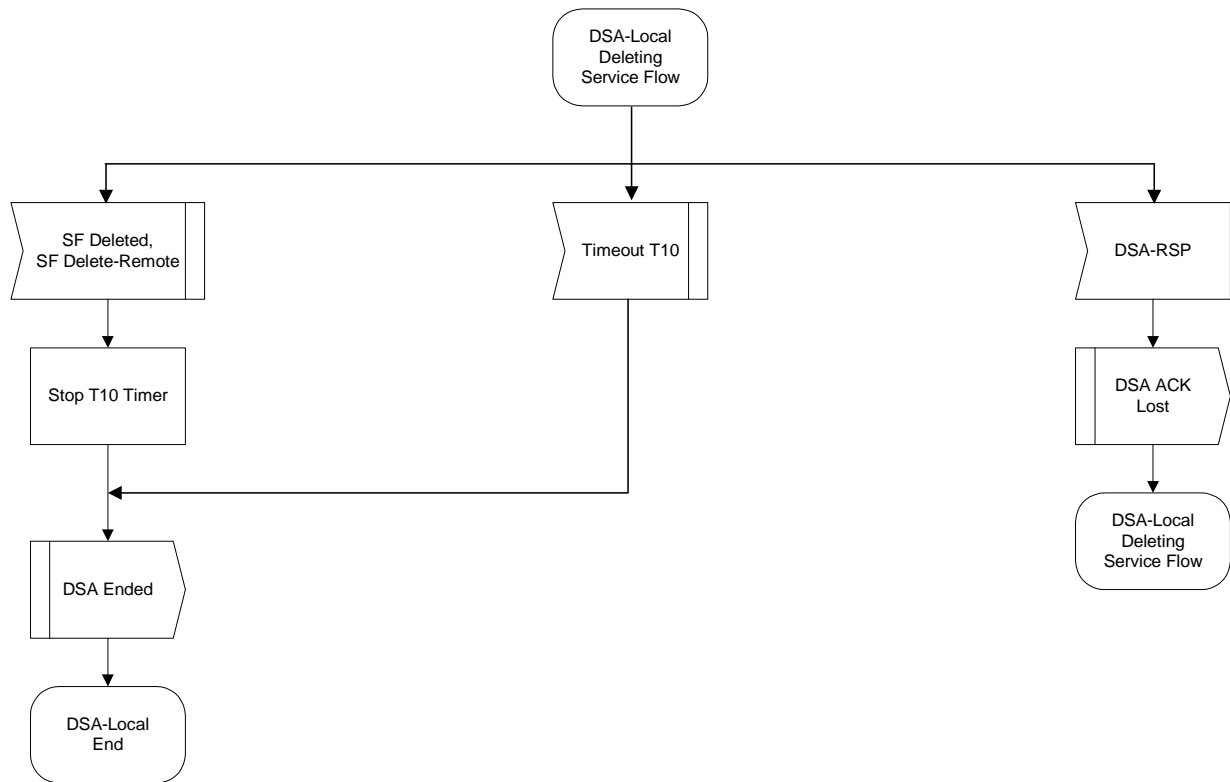 DSA-Local
Deleting
Service Flow
SF Deleted,
SF Delete-Remote
Timeout T10
DSA-RSP
Stop T10 Timer
DSA ACK
Lost
DSA-Local
Deleting
Service Flow
DSA Ended
DSA-Local
End